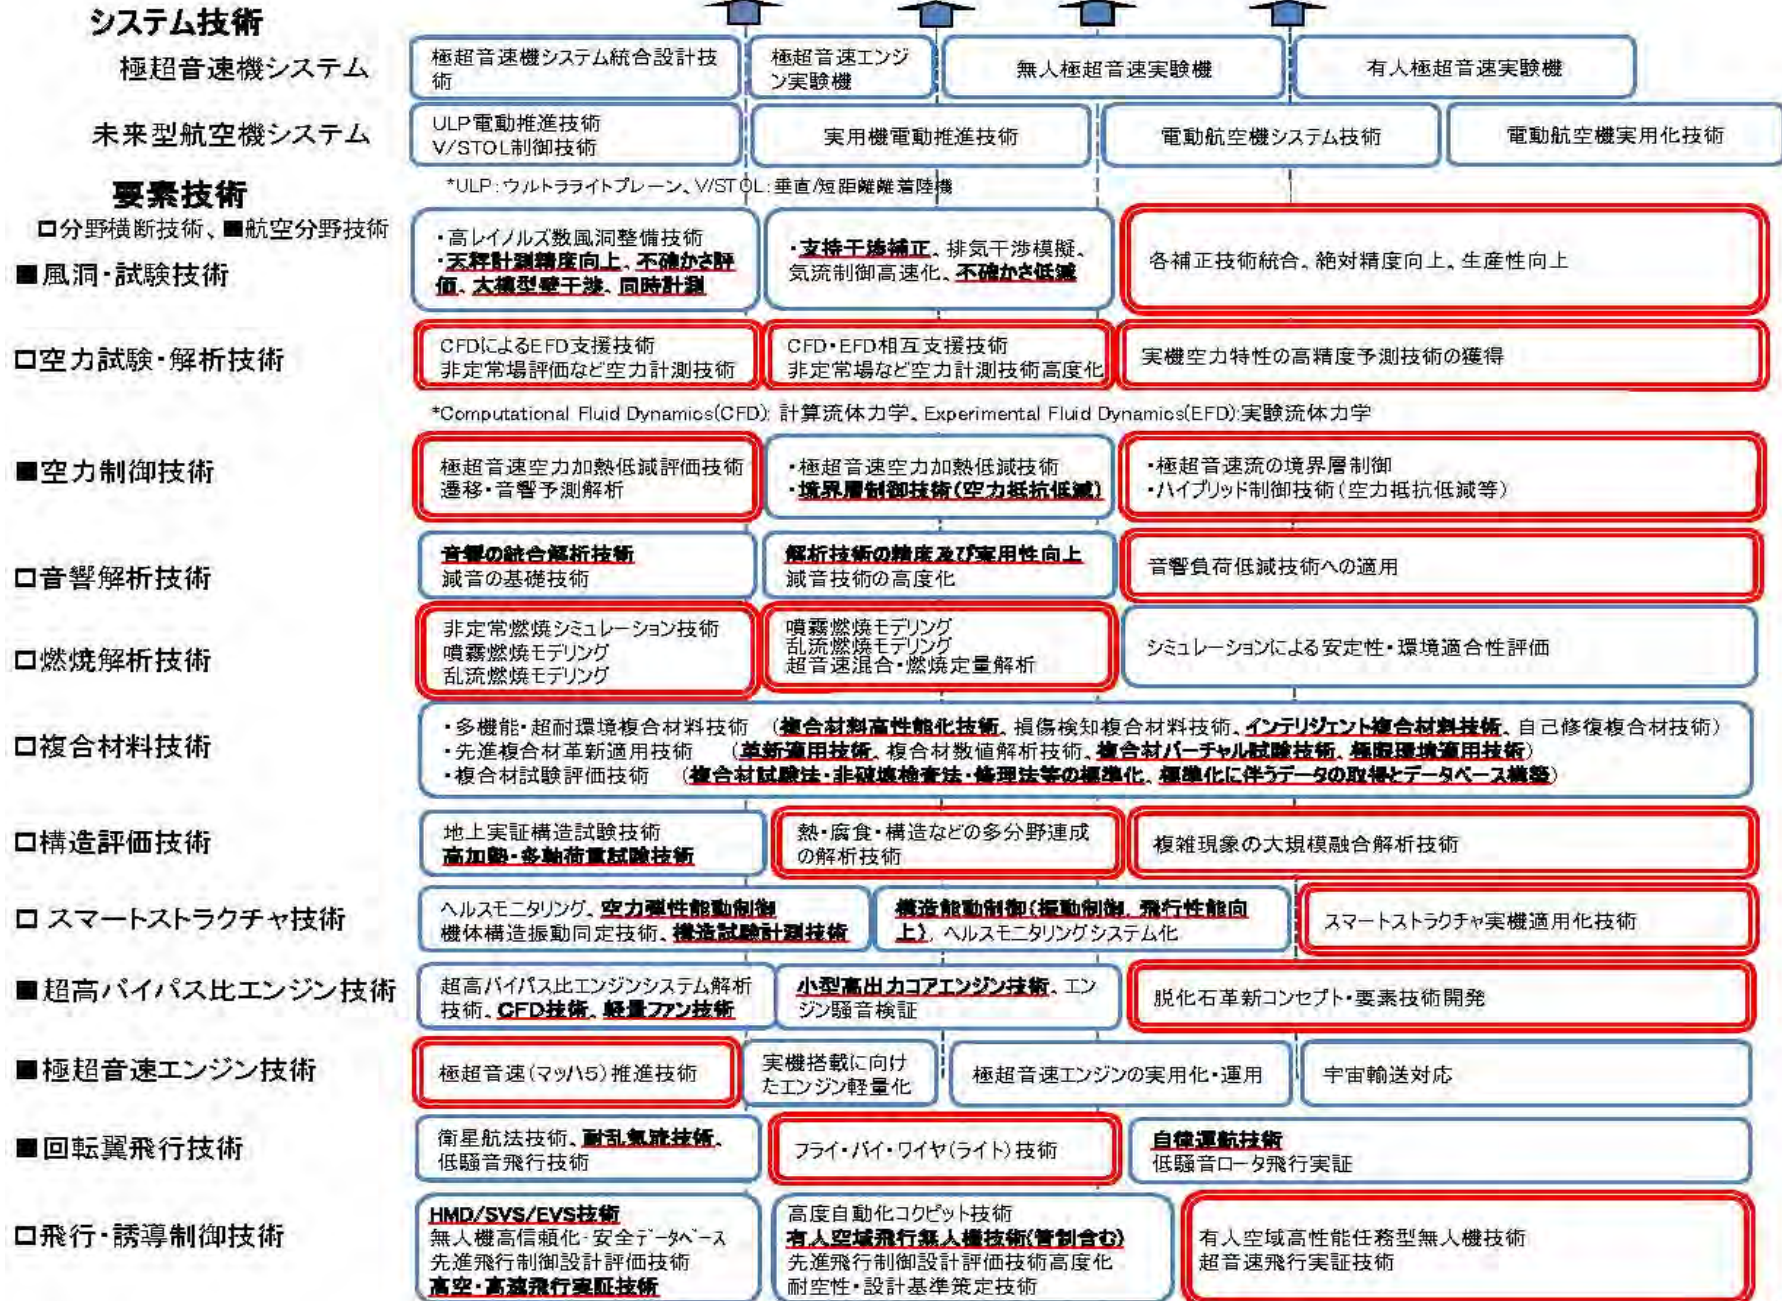 システム技術
極超音速機システム
極超音速機システム統合設計技
術
極超音速エンジ
ン実験機
無人極超音速実験機
有人極超音速実験機
未来型航空機システム
ULP電動推進技術
V/STOL制御技術
実用機電動推進技術
電動航空機システム技術
電動航空機実用化技術
要素技術
*ULP:ウルトラライトプレーン、V/STOL:垂直/短距離離着陸機
□分野横断技術、■航空分野技術
■風洞・試験技術
・高レイノルズ数風洞整備技術
・天秤計測精度向上、不確かさ評
価、大模型壁干渉、同時計測
・支持干渉補正、排気干渉模擬、
気流制御高速化、不確かさ低減
各補正技術統合、絶対精度向上、生産性向上
□空力試験・解析技術
CFDによるEFD支援技術
非定常場評価など空力計測技術
CFD・EFD相互支援技術
非定常場など空力計測技術高度化
実機空力特性の高精度予測技術の獲得
*Computational Fluid Dynamics(CFD): 計算流体力学、Experimental Fluid Dynamics(EFD):実験流体力学
■空力制御技術
極超音速空力加熱低減評価技術
遷移・音響予測解析
・極超音速空力加熱低減技術
・境界層制御技術(空力抵抗低減)
・極超音速流の境界層制御
・ハイブリッド制御技術(空力抵抗低減等)
□音響解析技術
音響の統合解析技術
減音の基礎技術
解析技術の精度及び実用性向上
減音技術の高度化
音響負荷低減技術への適用
□燃焼解析技術
非定常燃焼シミュレーション技術
噴霧燃焼モデリング
乱流燃焼モデリング
噴霧燃焼モデリング
乱流燃焼モデリング
超音速混合・燃焼定量解析
シミュレーションによる安定性・環境適合性評価
□複合材料技術
・多機能・超耐環境複合材料技術 (複合材料高性能化技術、損傷検知複合材料技術、インテリジェント複合材料技術、自己修復複合材技術)
・先進複合材革新適用技術 (革新適用技術、複合材数値解析技術、複合材バーチャル試験技術、極限環境適用技術)
・複合材試験評価技術 (複合材試験法・非破壊検査法・修理法等の標準化、標準化に伴うデータの取得とデータベース構築)
□構造評価技術
地上実証構造試験技術
高加熱・多軸荷重試験技術
熱・腐食・構造などの多分野連成
の解析技術
複雑現象の大規模融合解析技術
□ スマートストラクチャ技術
ヘルスモニタリング、空力弾性能動制御
機体構造振動同定技術、構造試験計測技術
構造能動制御(振動制御、飛行性能向
上)、ヘルスモニタリングシステム化
スマートストラクチャ実機適用化技術
■超高バイパス比エンジン技術
超高バイパス比エンジンシステム解析
技術、CFD技術、軽量ファン技術
小型高出力コアエンジン技術、エン
ジン騒音検証
脱化石革新コンセプト・要素技術開発
■極超音速エンジン技術
極超音速(マッハ5)推進技術
実機搭載に向け
たエンジン軽量化
極超音速エンジンの実用化・運用
宇宙輸送対応
■回転翼飛行技術
衛星航法技術、耐乱気流技術、
低騒音飛行技術
フライ・バイ・ワイヤ(ライト)技術
自律運航技術
低騒音ロータ飛行実証
□飛行・誘導制御技術
HMD/SVS/EVS技術
無人機高信頼化・安全データベース
先進飛行制御設計評価技術
高空・高速飛行実証技術
高度自動化コクピット技術
有人空域飛行無人機技術(管制含む)
先進飛行制御設計評価技術高度化
耐空性・設計基準策定技術
有人空域高性能任務型無人機技術
超音速飛行実証技術